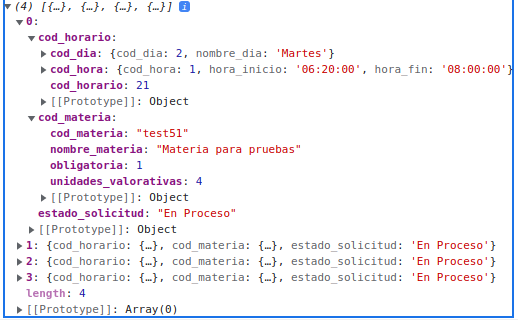 (4) [{…}, {…}, {…}, {…}] i
0:
cod_horario:
cod_dia: {cod_dia: 2, nombre_dia: 'Martes'}
cod_hora: {cod_hora: 1, hora_inicio: '06:20:00', hora_fin: '08:00:00'}
cod_horario: 21
[[Prototype]]: Object
cod_materia:
cod_materia: "test51"
nombre_materia: "Materia para pruebas"
obligatoria: 1
unidades_valorativas: 4
[[Prototype]]: Object
estado_solicitud: "En Proceso"
[[Prototype]]: Object
1: {cod_horario: {…}, cod_materia: {…}, estado_solicitud: 'En Proceso'}
2: {cod_horario: {…}, cod_materia: {…}, estado_solicitud: 'En Proceso'}
3: {cod_horario: {…}, cod_materia: {…}, estado_solicitud: 'En Proceso'}
length: 4
[[Prototype]]: Array(0)